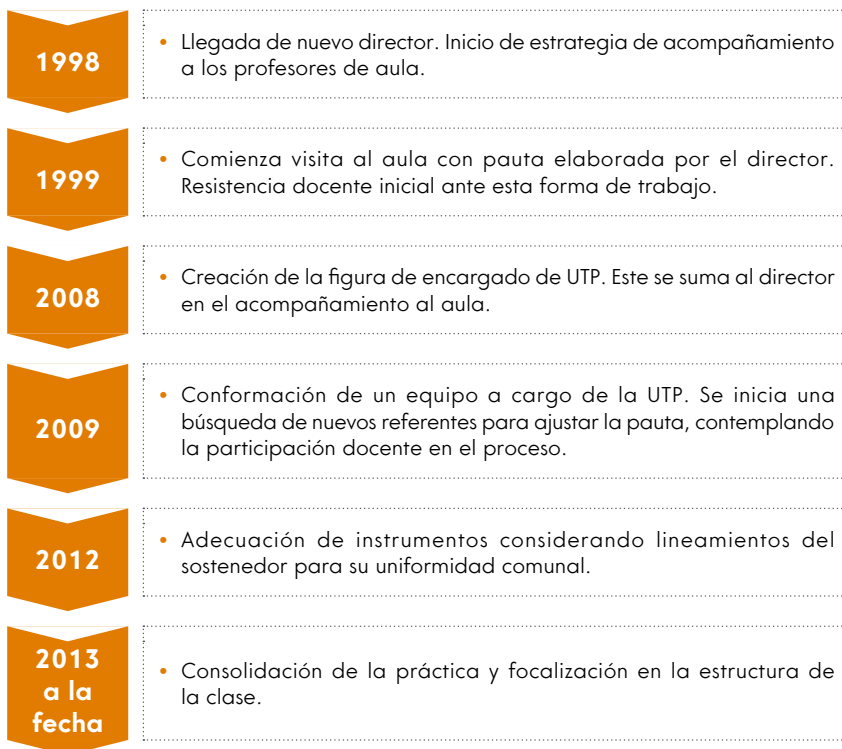 1998
• Llegada de nuevo director. Inicio de estrategia de acompañamiento
a los profesores de aula.
1999
• Comienza visita al aula con pauta elaborada por el director.
Resistencia docente inicial ante esta forma de trabajo.
2008
• Creación de la figura de encargado de UTP. Este se suma al director
en el acompañamiento al aula.
2009
• Conformación de un equipo a cargo de la UTP. Se inicia una
búsqueda de nuevos referentes para ajustar la pauta, contemplando
la participación docente en el proceso.
2012
• Adecuación de instrumentos considerando lineamientos del
sostenedor para su uniformidad comunal.
2013
a la
fecha
• Consolidación de la práctica y focalización en la estructura de
la clase.